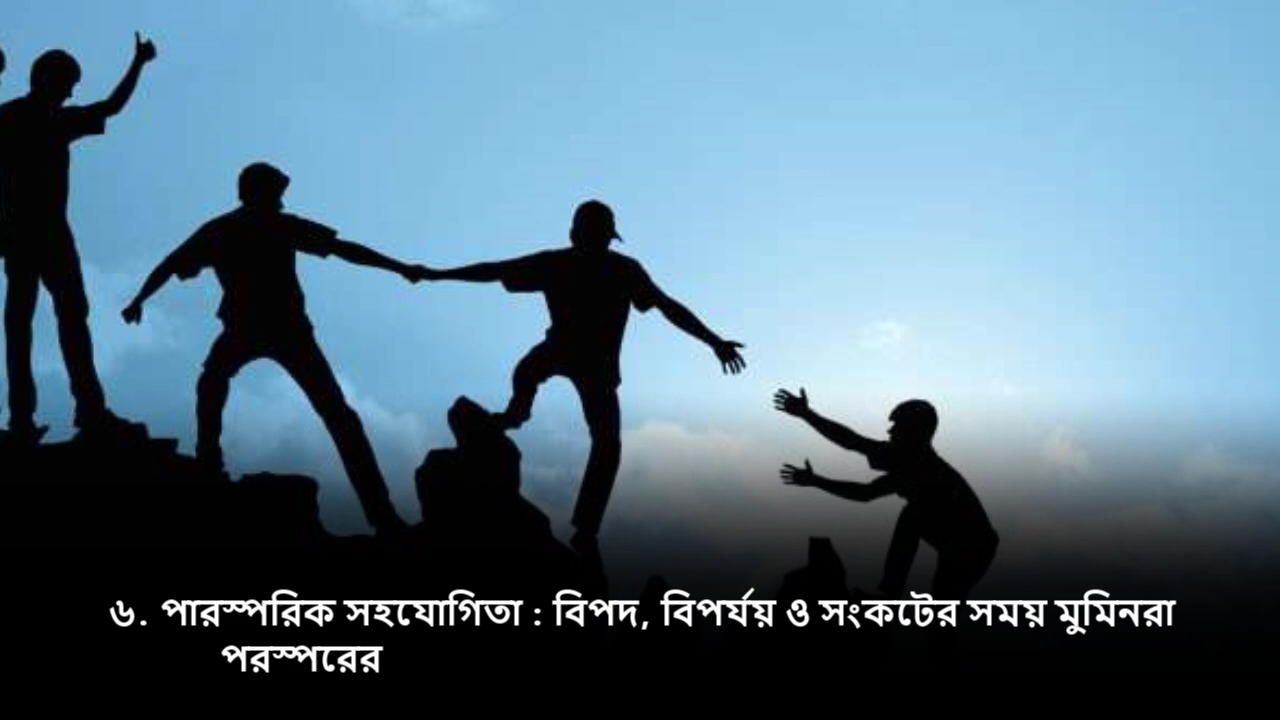 ৬. পারস্পরিক সহযোগিতা : বিপদ, বিপর্যয় ও সংকটের সময় মুমিনরা
পরস্পরের